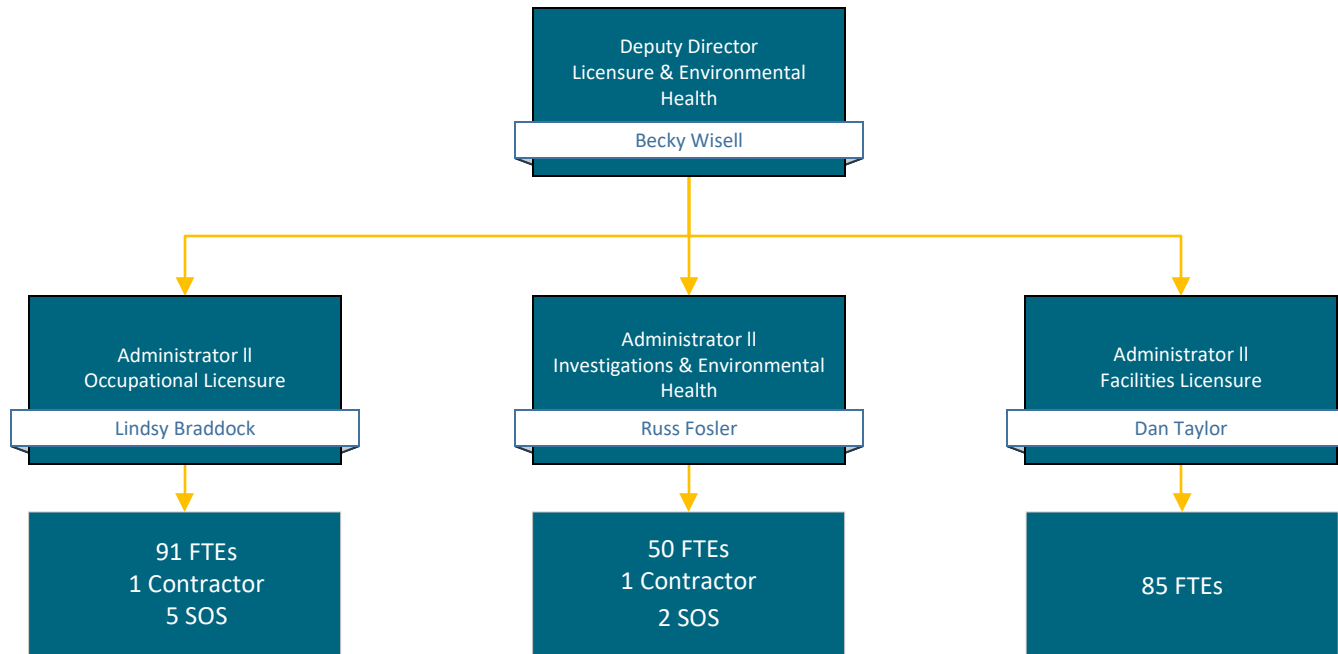 Deputy Director
Licensure & Environmental
Health
Becky Wisell
Administrator ll
Occupational Licensure
Lindsy Braddock
Administrator ll
Investigations & Environmental
Health
Russ Fosler
Administrator ll
Facilities Licensure
Dan Taylor
91 FTEs
1 Contractor
5 SOS
50 FTEs
1 Contractor
2 SOS
85 FTEs